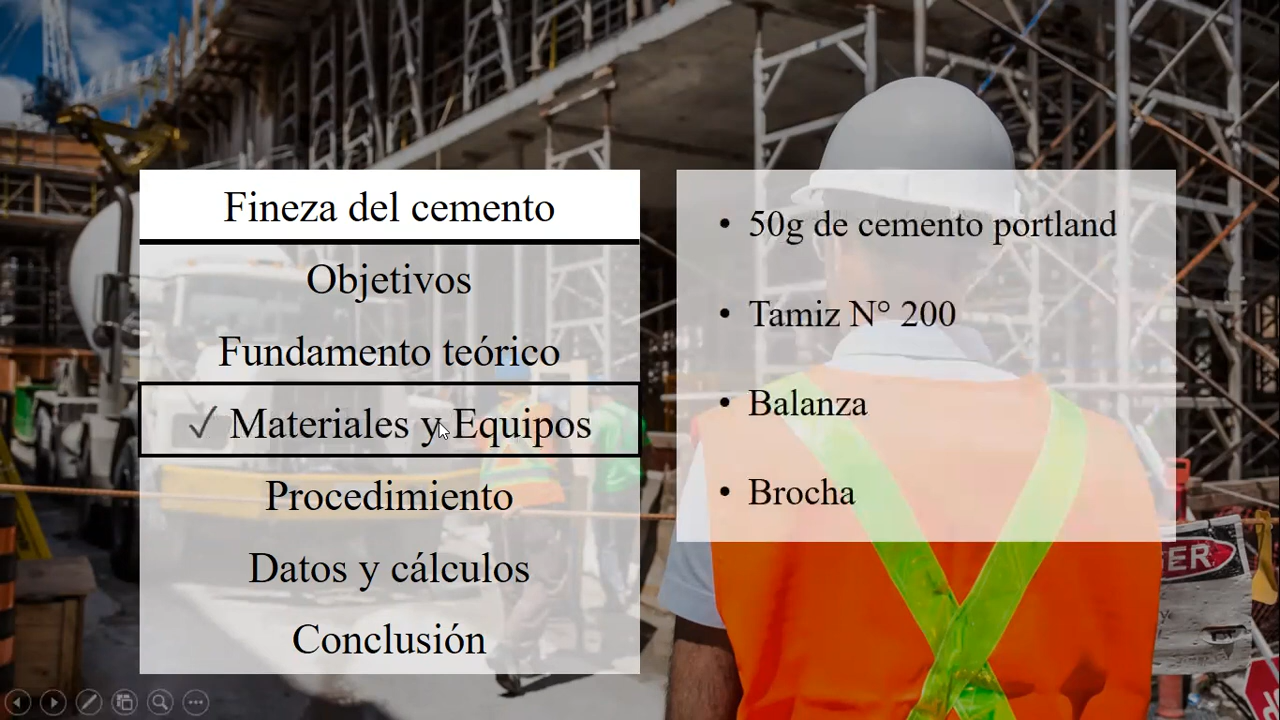 Fineza del cemento
Objetivos
Fundamento teórico
✓ Materiales y Equipos
Procedimiento
Datos y cálculos
Conclusión
• 50g de cemento portland
• Tamiz N° 200
• Balanza
• Brocha
ER